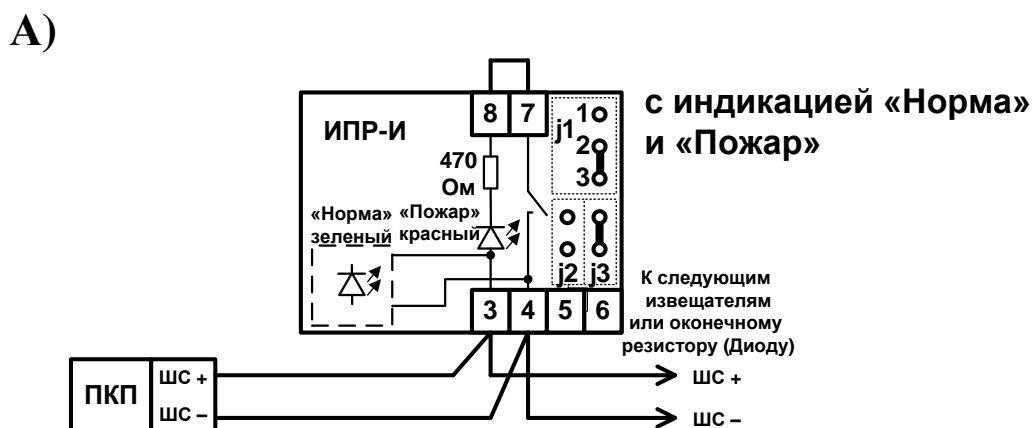 А)
с индикацией «Норма»
и «Пожар»
ИПР-И
8 7
j1
1
2
3
470
Ом
«Норма» «Пожар»
зеленый красный
j2 j3
3 4 5 6
К следующим
извещателям
или оконечному
резистору (Диоду)
ПКП
ШС +
ШС –
ШС +
ШС –